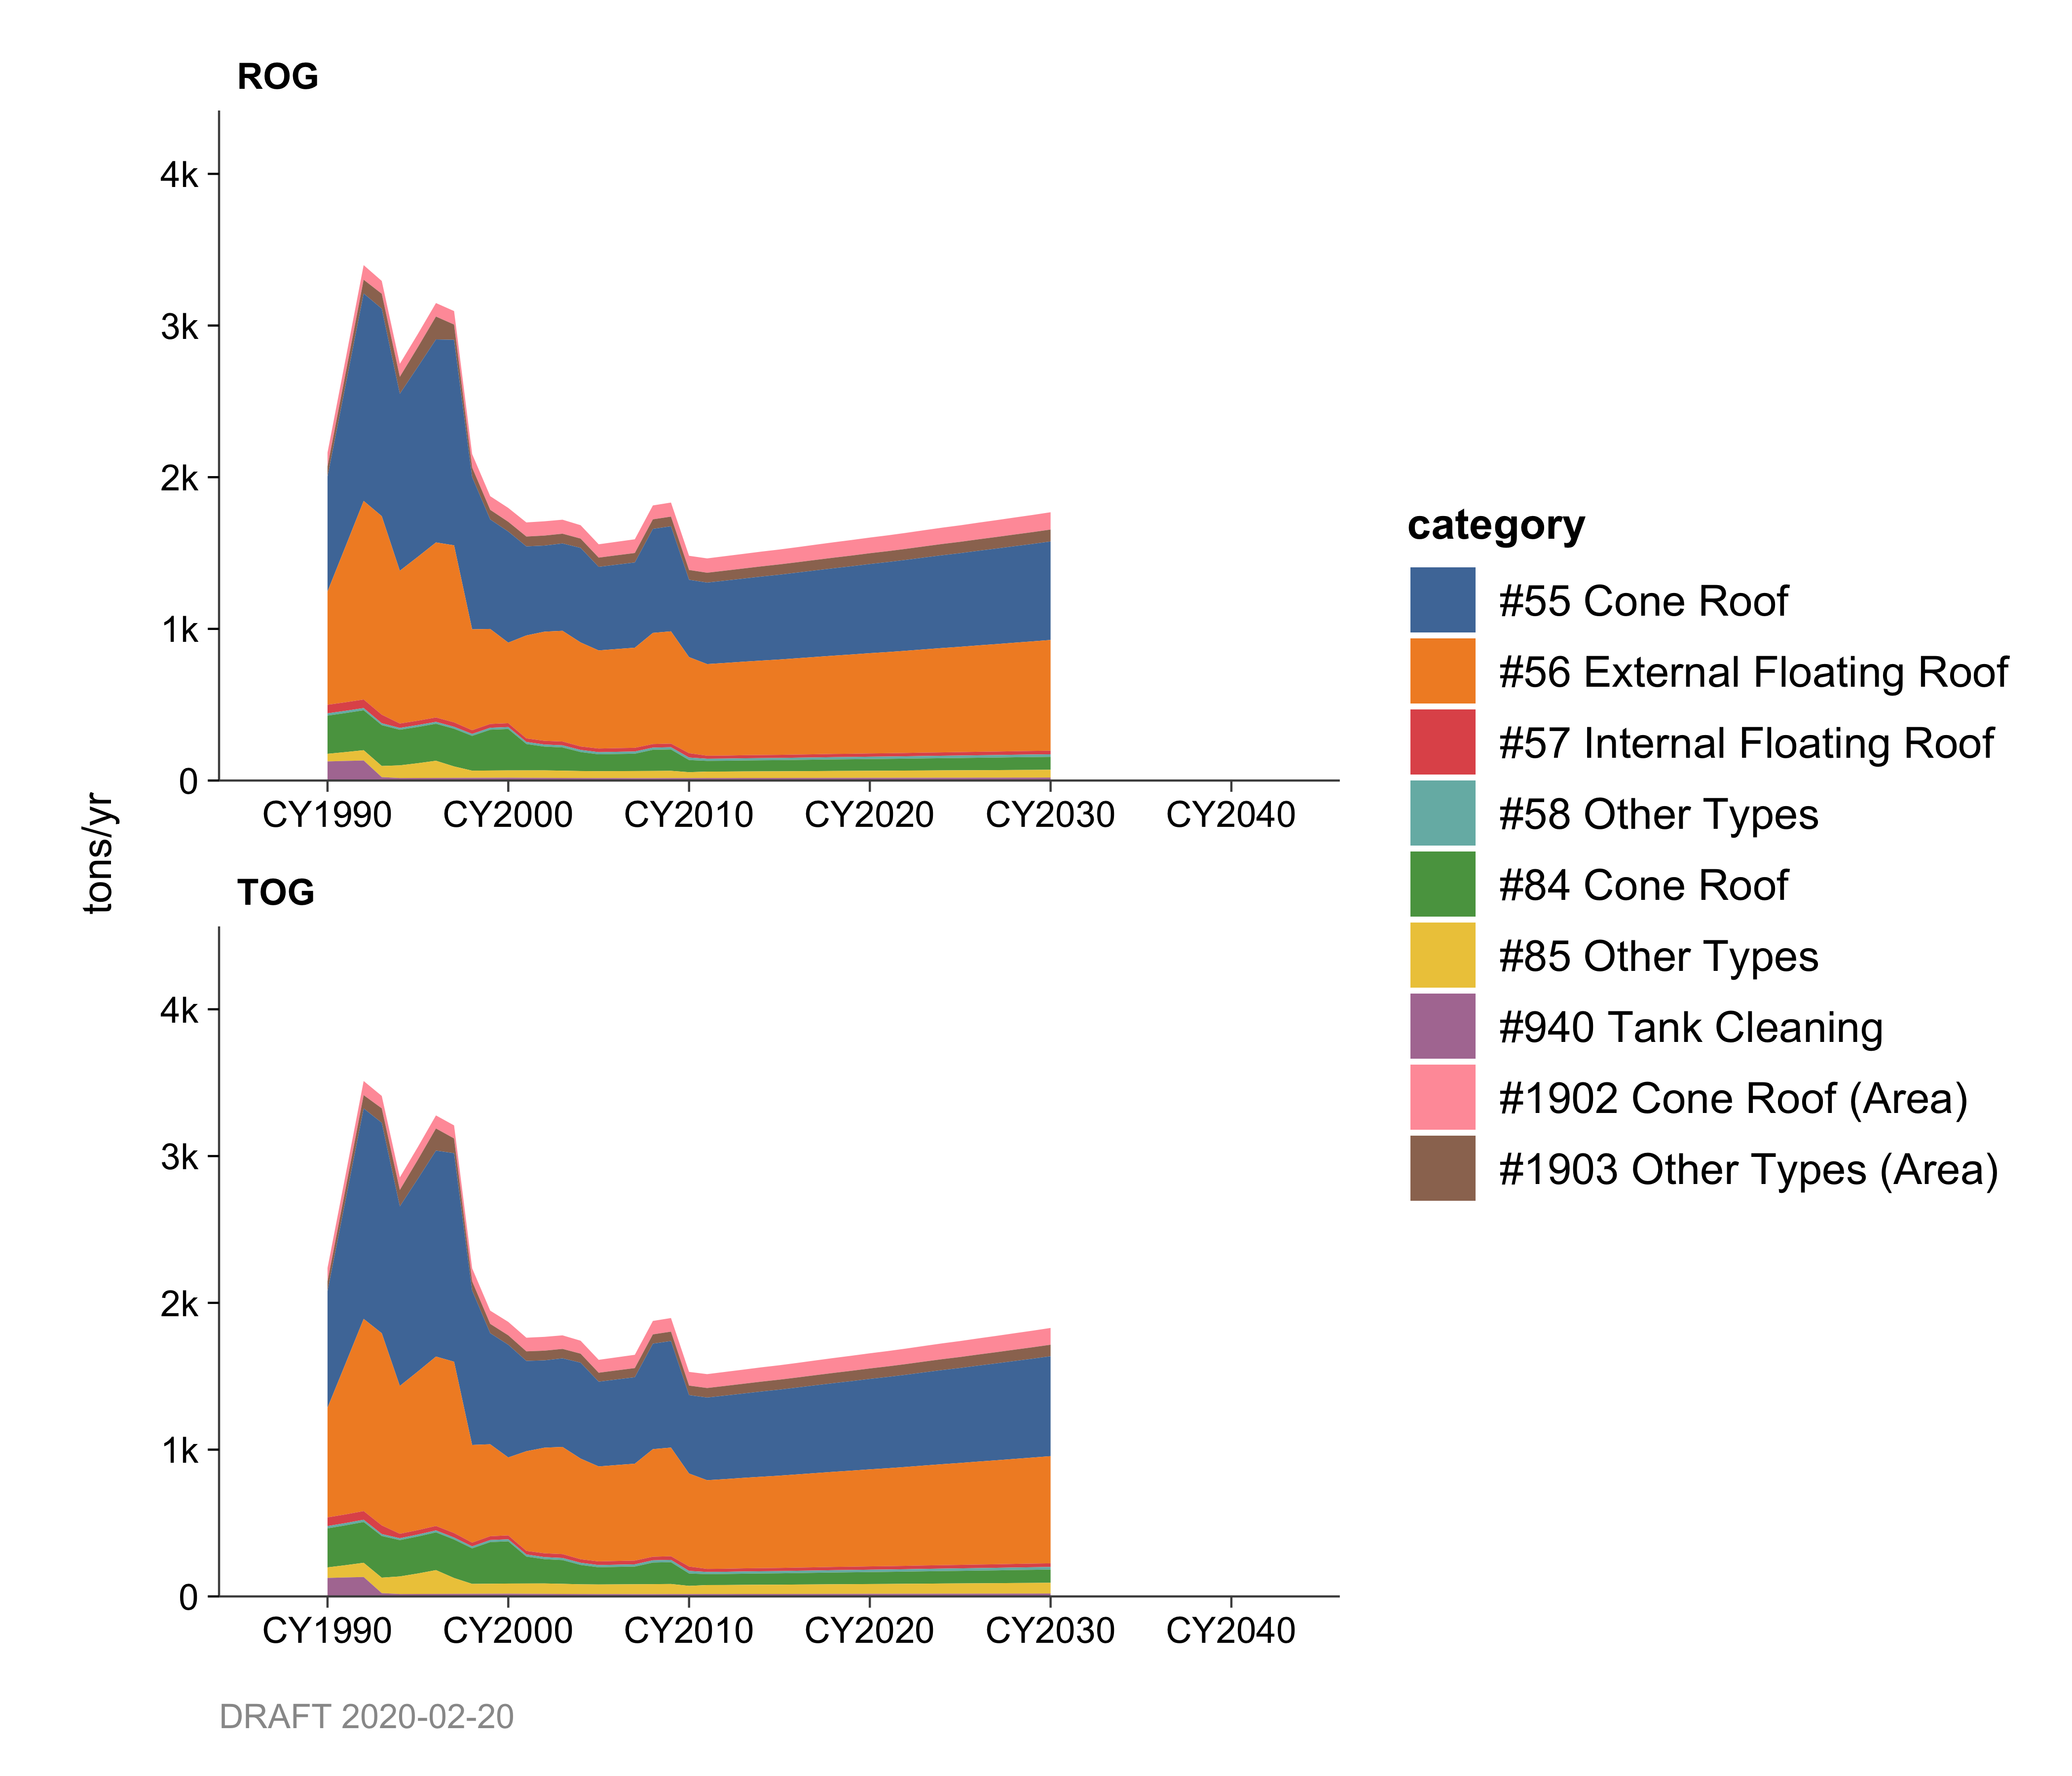 ROG
4k
3k
2k
1k
0
CY1990 CY2000 CY2010 CY2020 CY2030 CY2040
tons/yr
TOG
4k
3k
2k
1k
0
CY1990 CY2000 CY2010 CY2020 CY2030 CY2040
category
#55 Cone Roof
#56 External Floating Roof
#57 Internal Floating Roof
#58 Other Types
#84 Cone Roof
#85 Other Types
#940 Tank Cleaning
#1902 Cone Roof (Area)
#1903 Other Types (Area)
DRAFT 2020-02-20